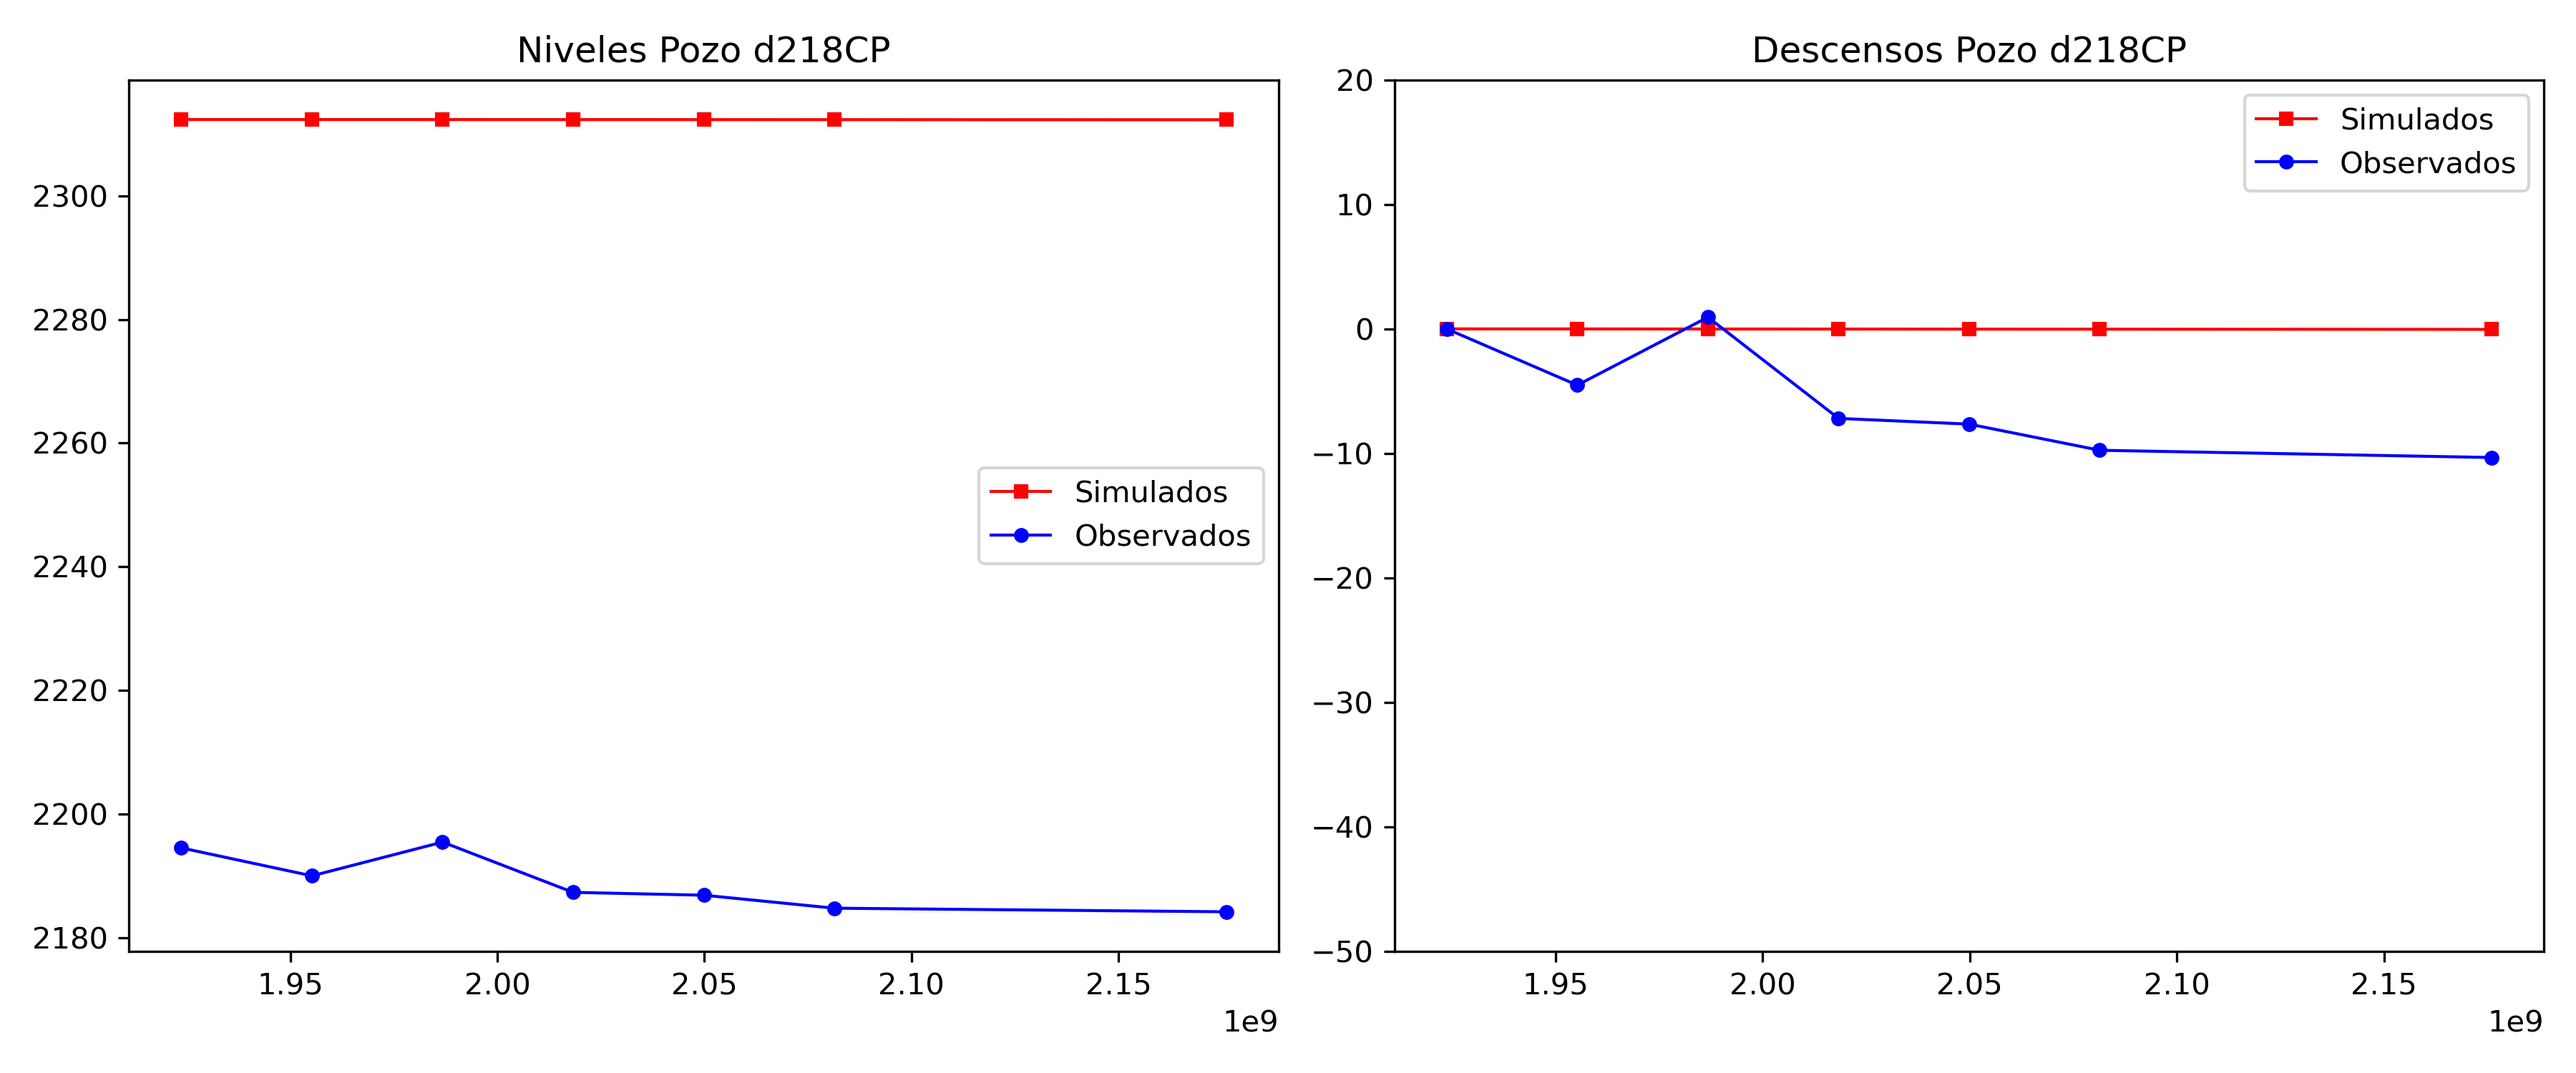 Niveles Pozo d218CP
2300
2280
2260
2240
2220
2200
2180
Simulados
Observados
1.95 2.00 2.05 2.10 2.15
1e9
Descensos Pozo d218CP
20
10
0
−10
−20
−30
−40
−50
Simulados
Observados
1.95 2.00 2.05 2.10 2.15
1e9